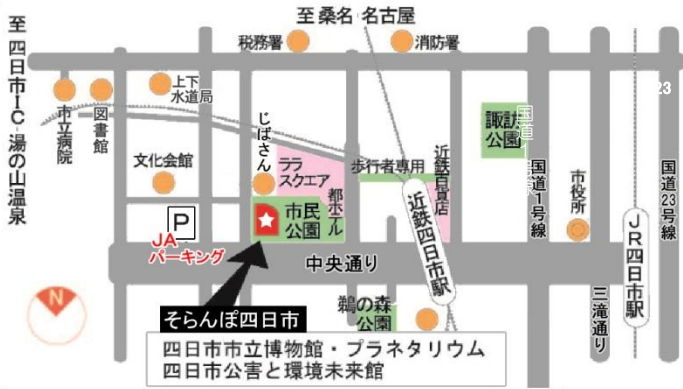 至 桑名 名古屋
至 四日市IC・湯の山温泉
税務署
消防署
上下
水道局
市立病院
図書館
じばさん
文化会館
ララ
スクエア
都ホテル
歩行者専用
近鉄百貨店
諏訪
公園
国道1号線
23
国道1号線
市役所
国道23号線
P
JA
パーキング
市民
公園
近鉄四日市駅
JR四日市駅
中央通り
三滝通り
N
そらんぽ四日市
鵜の森
公園
四日市市立博物館・プラネタリウム
四日市公害と環境未来館